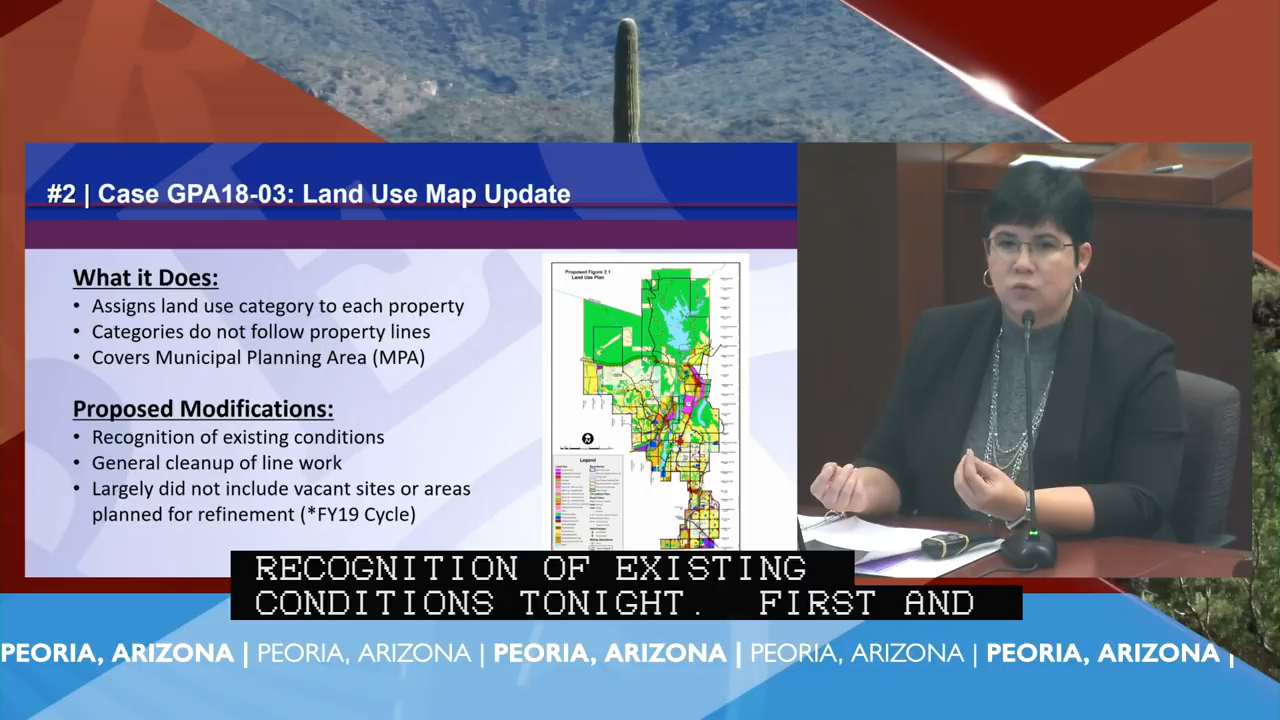 #2 | Case GPA18-03: Land Use Map Update
What it Does:
• Assigns land use category to each property
• Categories do not follow property lines
• Covers Municipal Planning Area (MPA)
Proposed Modifications:
• Recognition of existing conditions
• General cleanup of line work
• Largely did not include vacant sites or areas
planned for refinement (*FY19 Cycle)
Proposed Figure 2.1
Land Use Plan
Legend
RECOGNITION OF EXISTING
CONDITIONS TONIGHT. FIRST AND
PEORIA, ARIZONA | PEORIA, ARIZONA | PEORIA, ARIZONA | PEORIA, ARIZONA | PEORIA, ARIZONA |